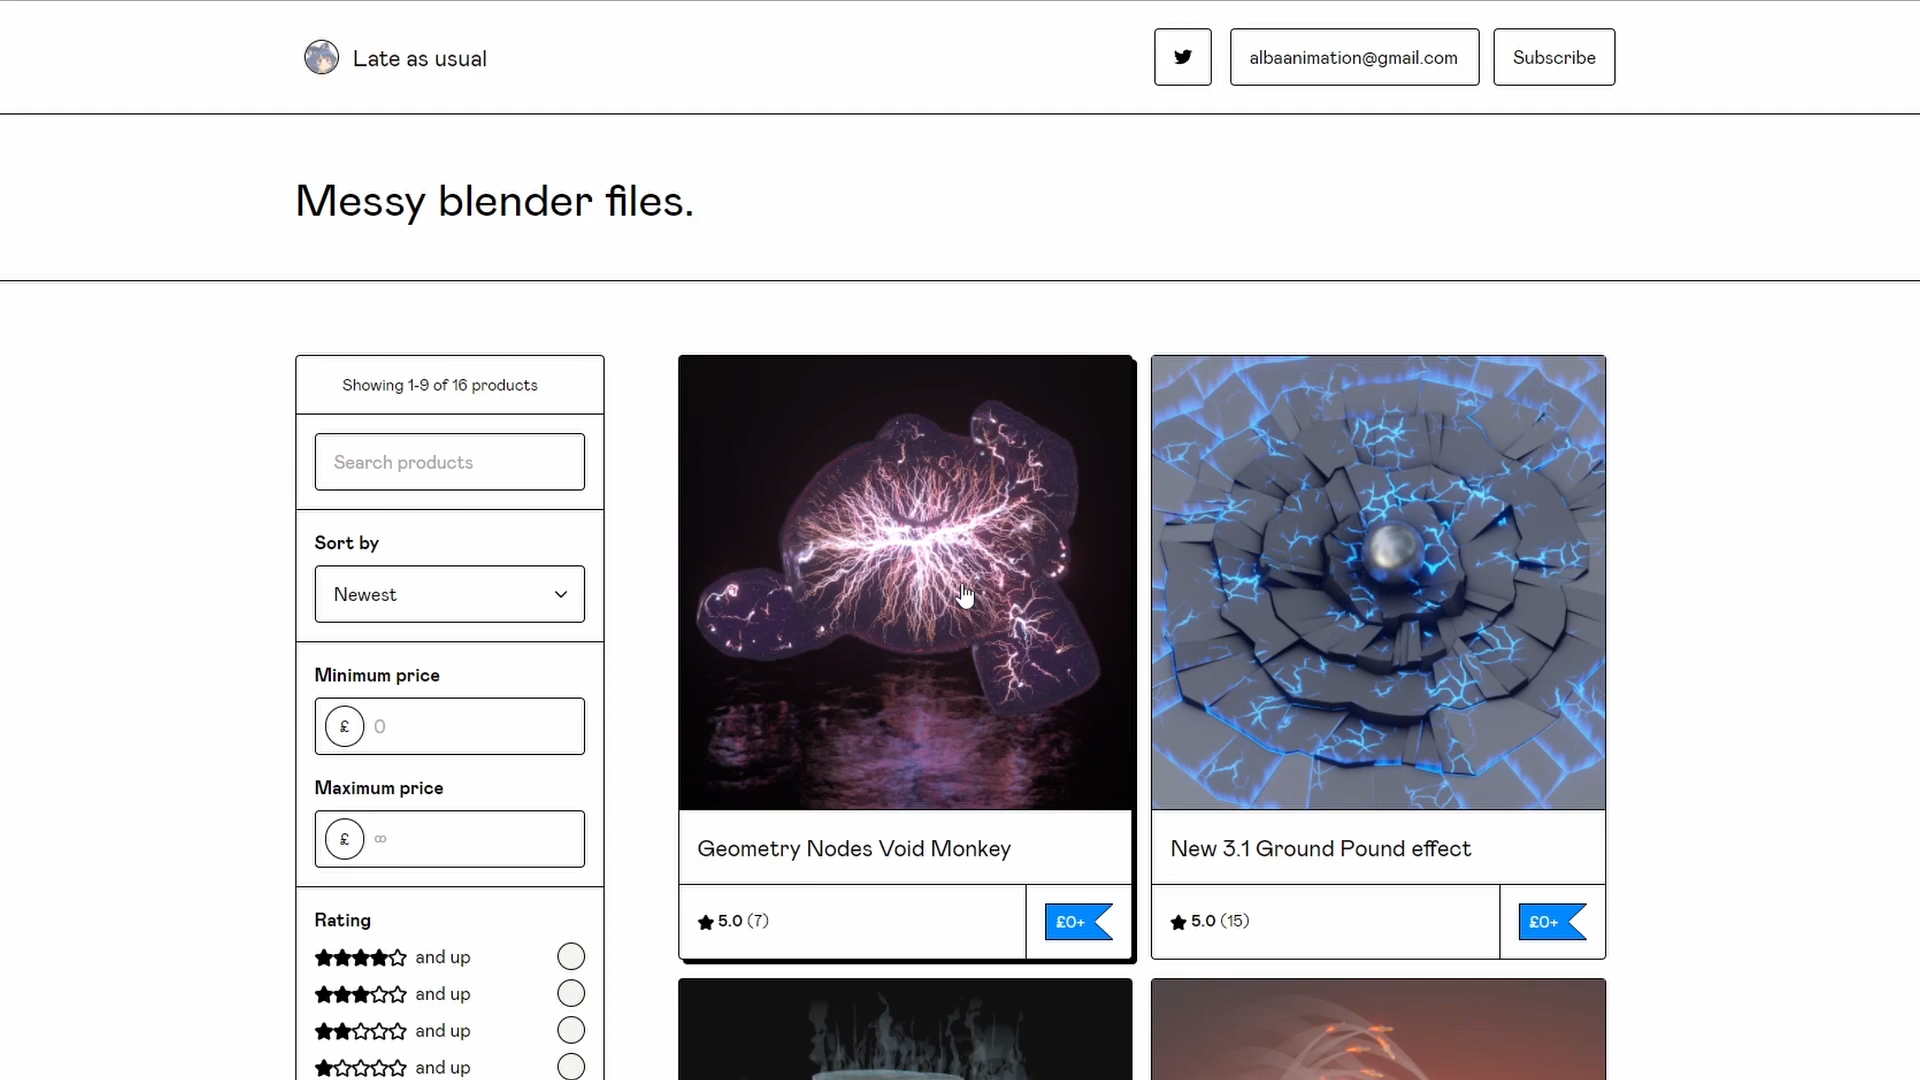 Late as usual
albaanimation@gmail.com
Subscribe
Messy blender files.
Showing 1-9 of 16 products
Search products
Sort by
Newest
Minimum price
£ 0
Maximum price
£ ∞
Rating
and up
and up
and up
and up
Geometry Nodes Void Monkey
5.0 (7)
£0+
New 3.1 Ground Pound effect
5.0 (15)
£0+